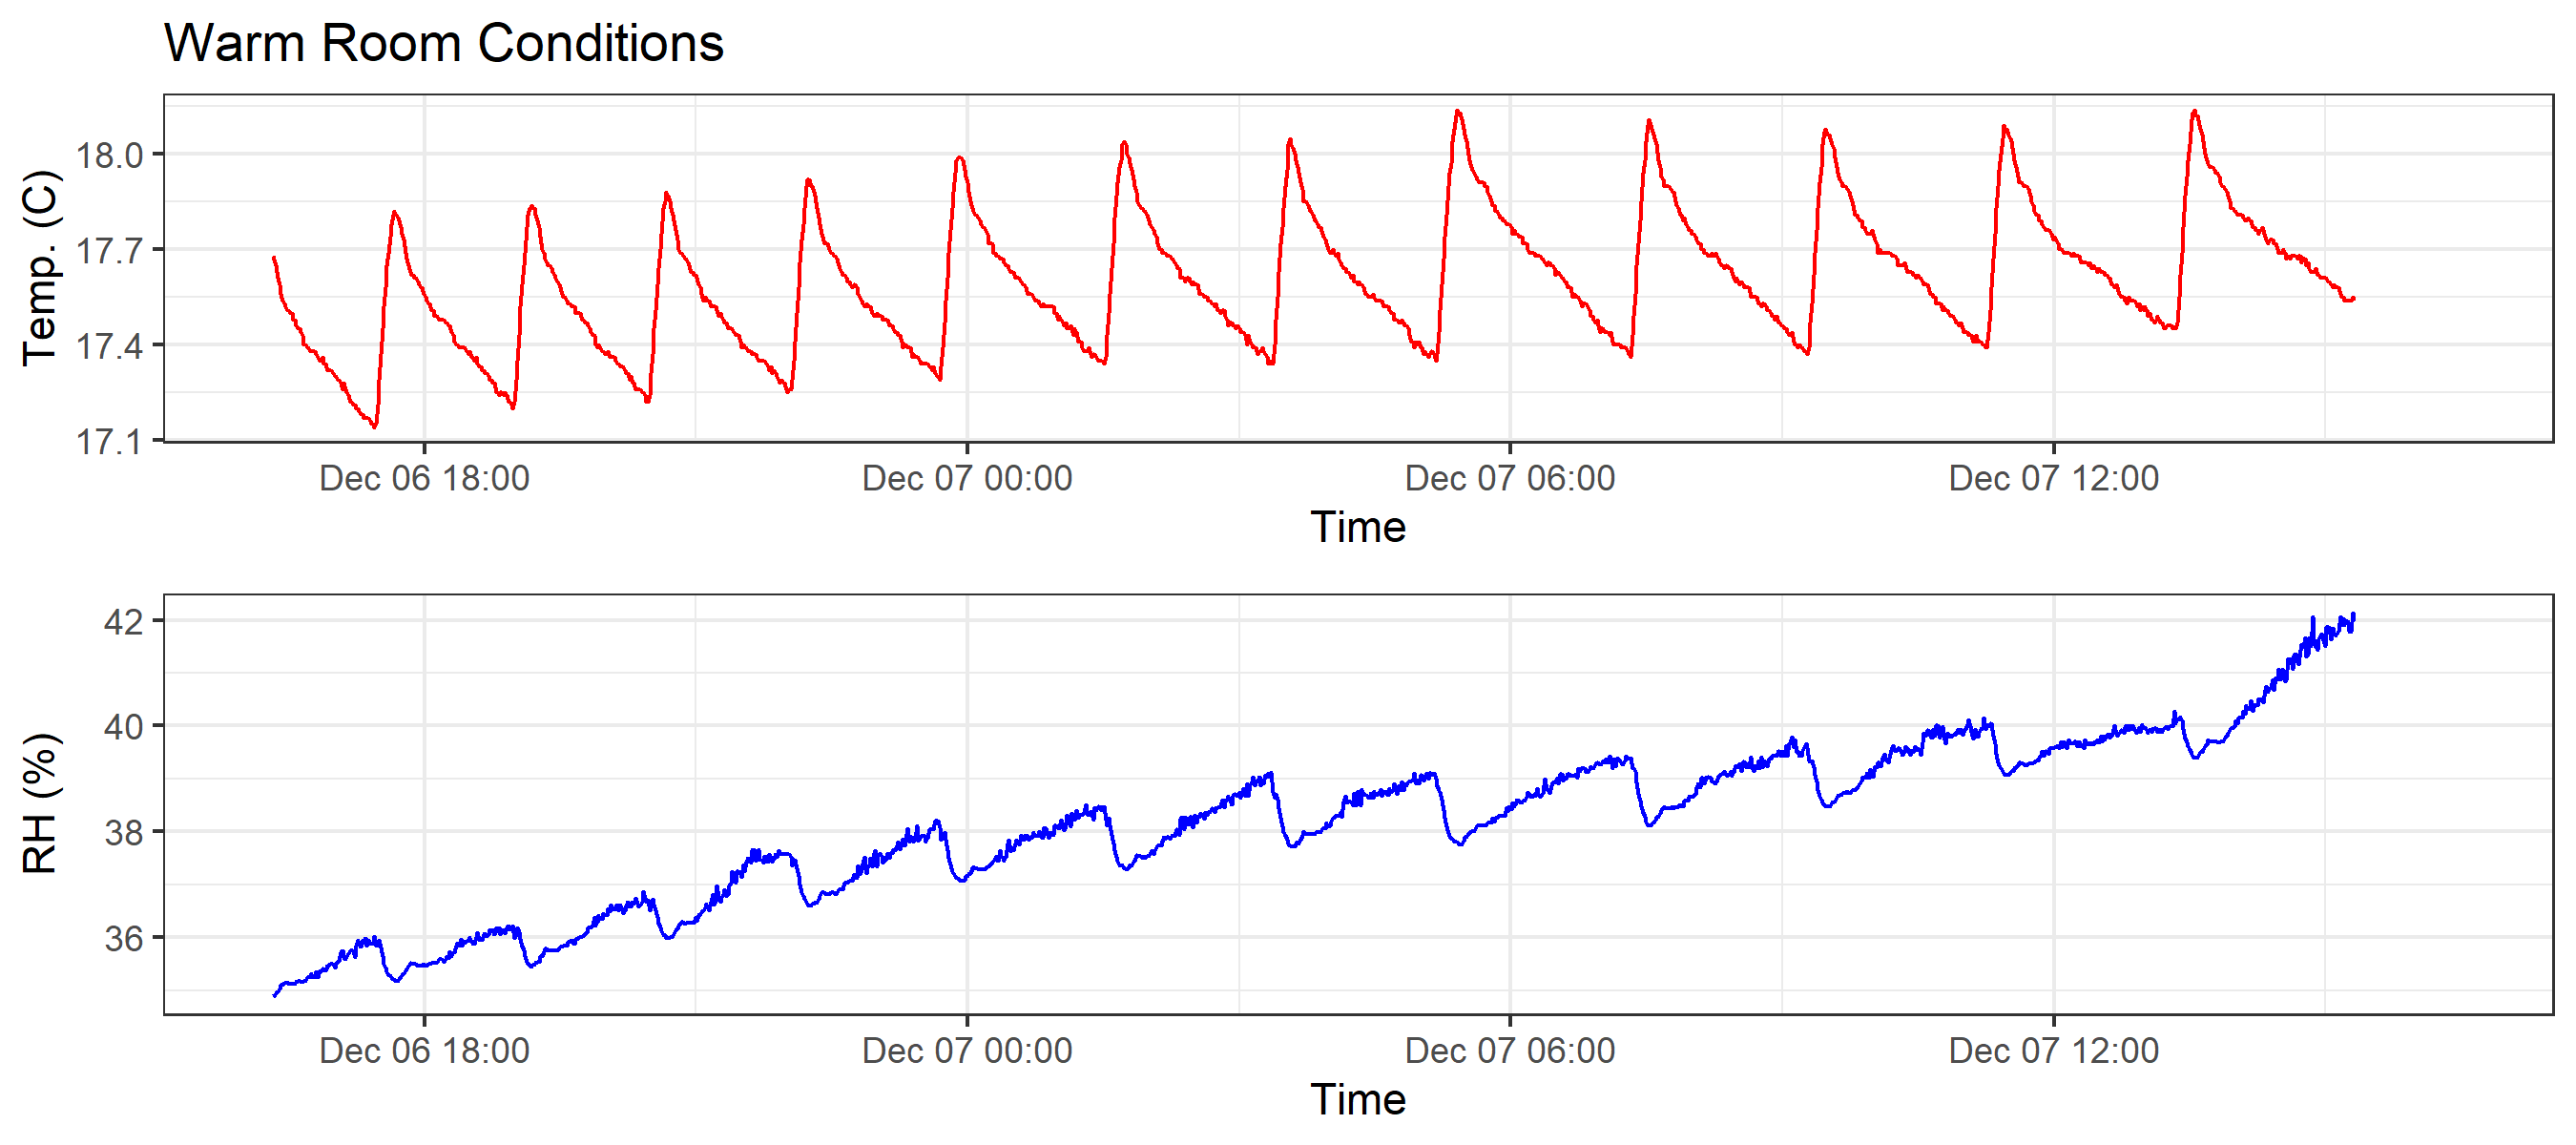 Warm Room Conditions
Temp. (C)
18.0
17.7
17.4
17.1
Dec 06 18:00 Dec 07 00:00 Dec 07 06:00 Dec 07 12:00
Time
RH (%)
42
40
38
36
Dec 06 18:00 Dec 07 00:00 Dec 07 06:00 Dec 07 12:00
Time